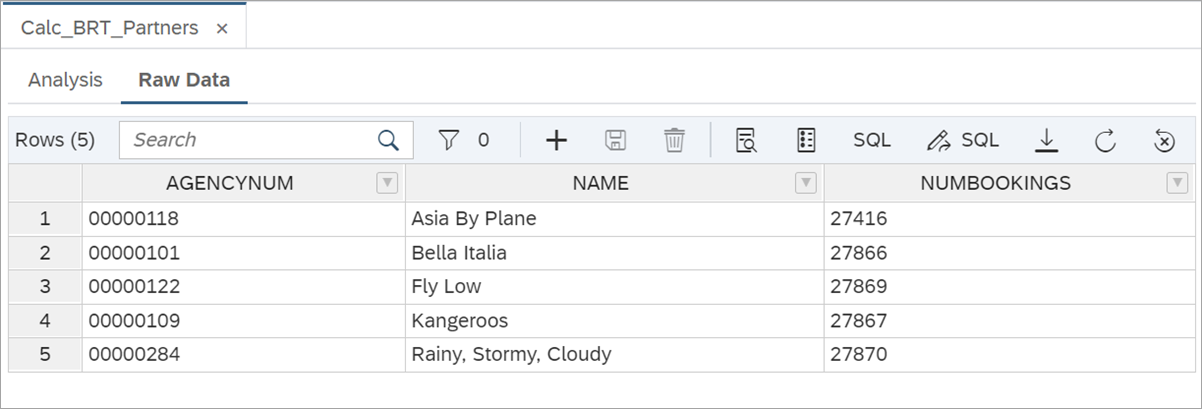 Calc_BRT_Partners ×
Analysis Raw Data
Rows (5) Search 0 SQL SQL
AGENCYNUM NAME NUMBOOKINGS
1 00000118 Asia By Plane 27416
2 00000101 Bella Italia 27866
3 00000122 Fly Low 27869
4 00000109 Kangeroos 27867
5 00000284 Rainy, Stormy, Cloudy 27870